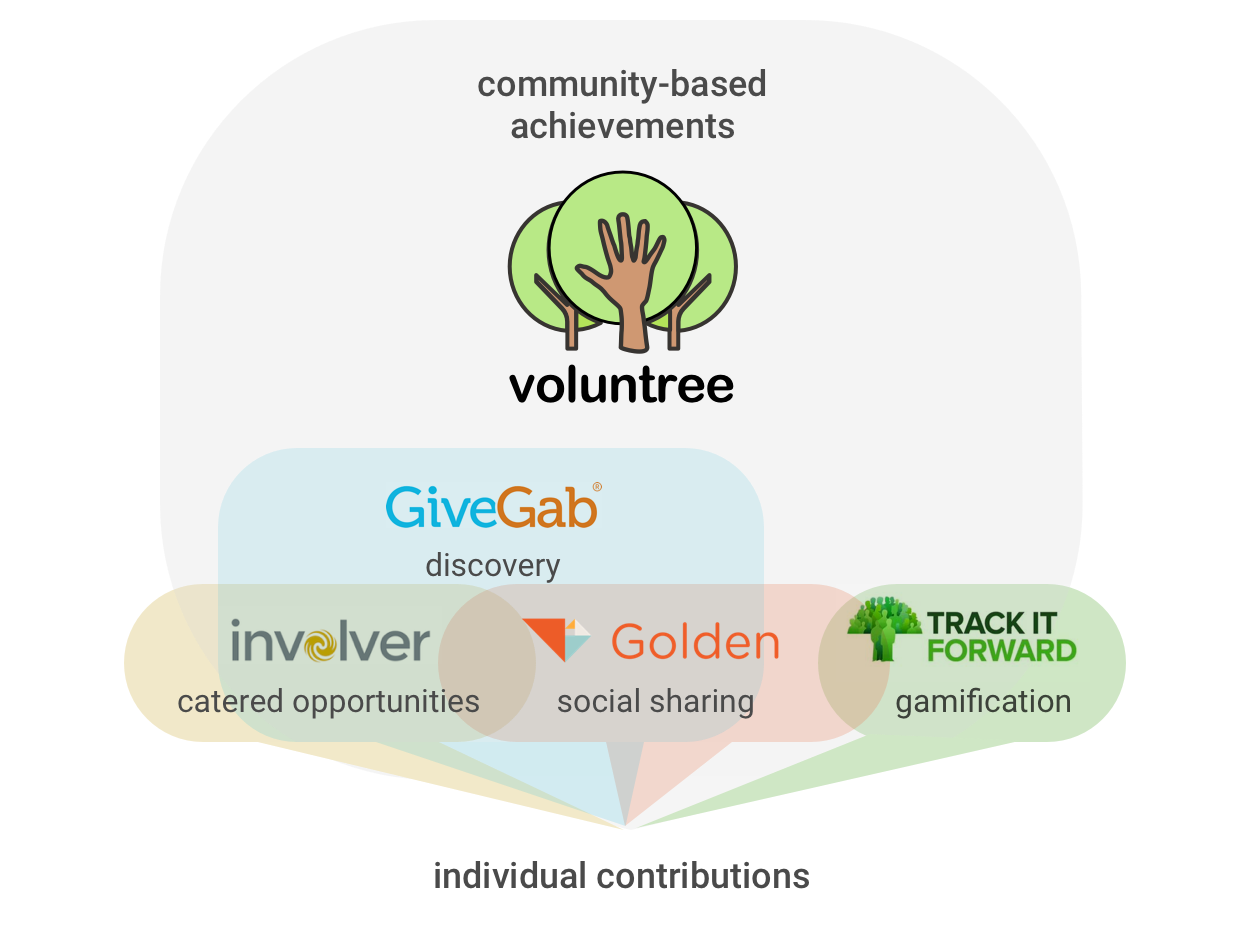 community-based
achievements
voluntree
GiveGab®
discovery
involver
catered opportunities
Golden
social sharing
TRACK IT
FORWARD
gamification
individual contributions